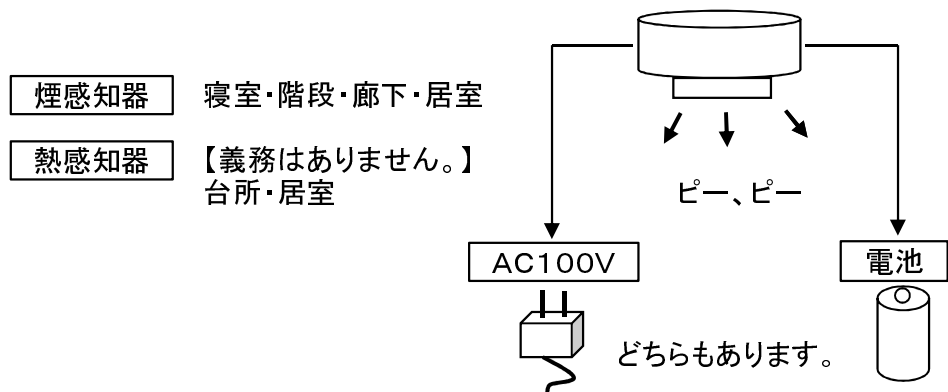 煙感知器 寝室・階段・廊下・居室
熱感知器 【義務はありません。】
台所・居室
ピー、ピー
AC100V
電池
どちらもあります。